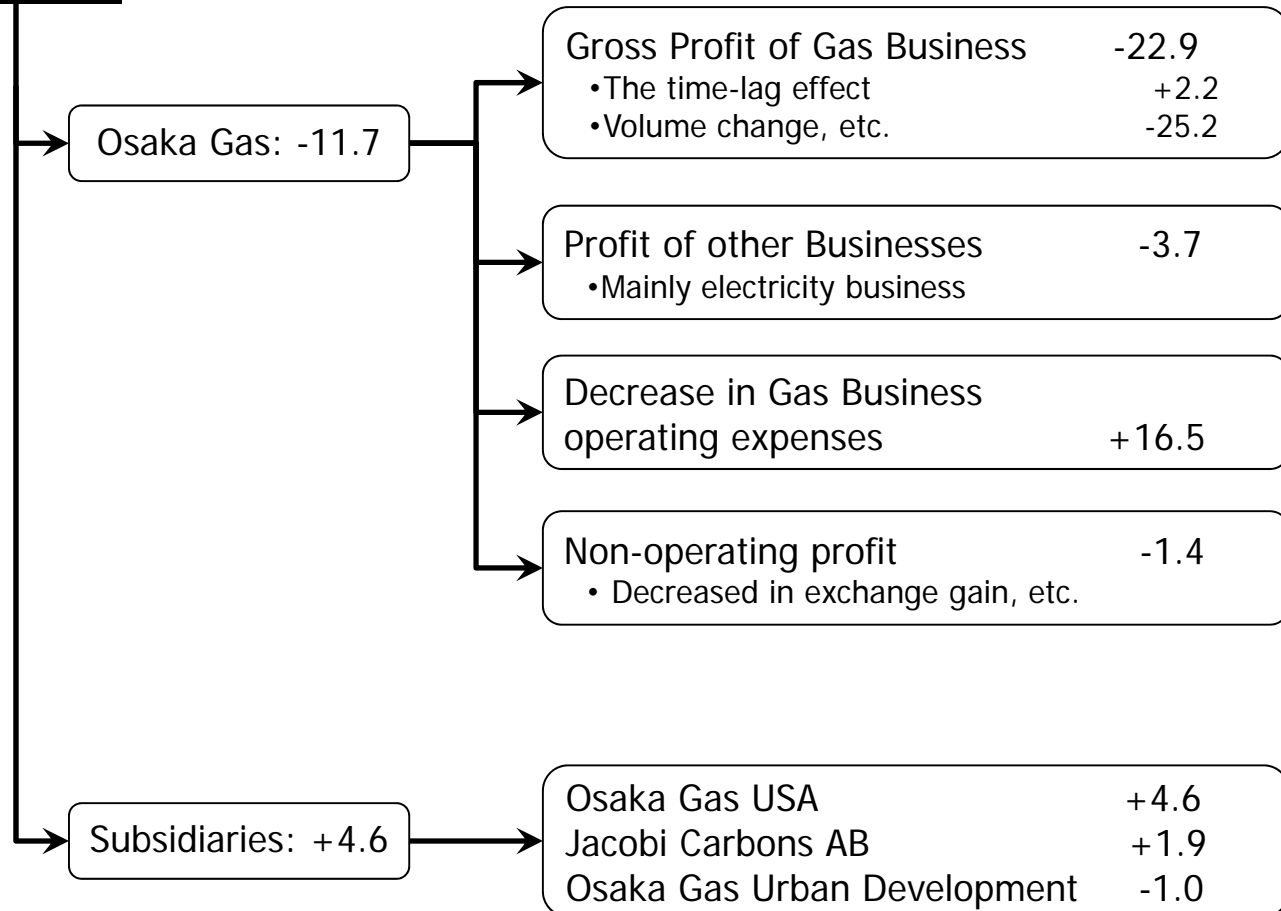 Gross Profit of Gas Business -22.9
•The time-lag effect +2.2
•Volume change, etc. -25.2
Osaka Gas: -11.7
Profit of other Businesses -3.7
•Mainly electricity business
Decrease in Gas Business
operating expenses +16.5
Non-operating profit -1.4
• Decreased in exchange gain, etc.
Subsidiaries: +4.6
Osaka Gas USA +4.6
Jacobi Carbons AB +1.9
Osaka Gas Urban Development -1.0